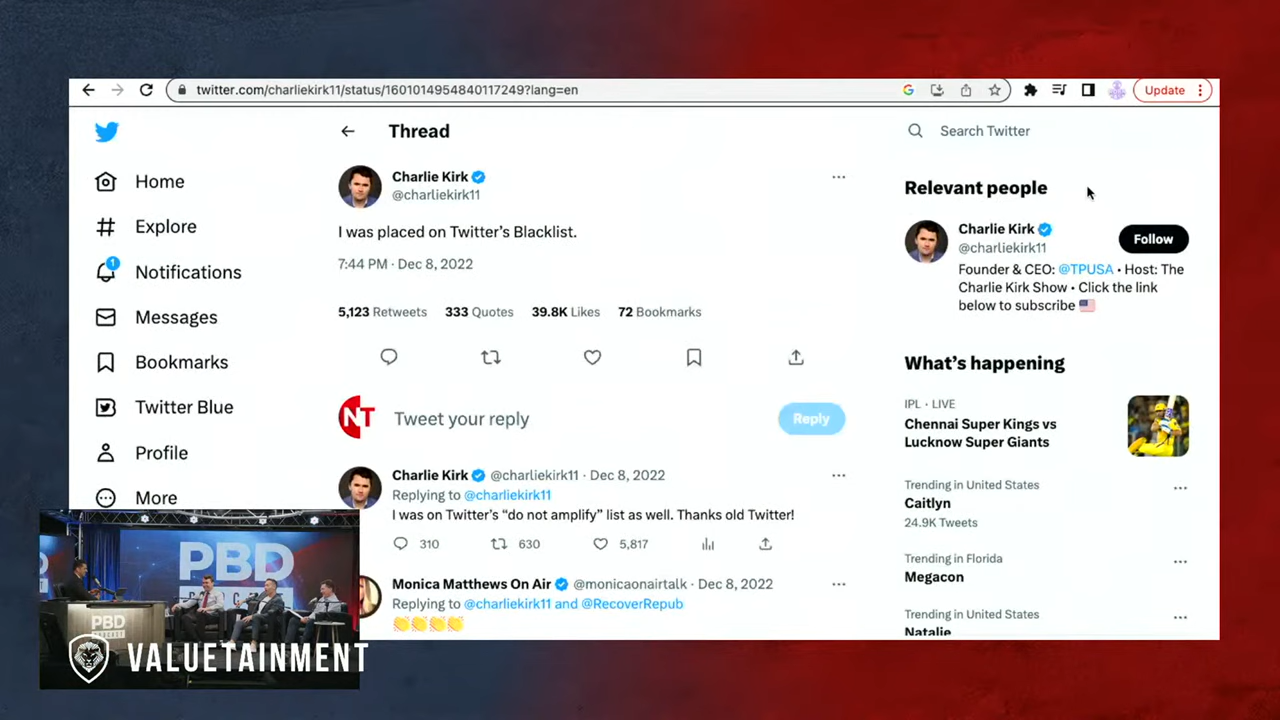 twitter.com/charliekirk11/status/1601014954840117249?lang=en
Update
Home
Explore
1
Notifications
Messages
Bookmarks
Twitter Blue
Profile
More
Thread
Charlie Kirk
@charliekirk11
I was placed on Twitter’s Blacklist.
7:44 PM · Dec 8, 2022
5,123 Retweets 333 Quotes 39.8K Likes 72 Bookmarks
NT
Tweet your reply
Reply
Charlie Kirk @charliekirk11 · Dec 8, 2022
Replying to @charliekirk11
I was on Twitter’s “do not amplify” list as well. Thanks old Twitter!
310 630 5,817
Monica Matthews On Air @monicaonairtalk · Dec 8, 2022
Replying to @charliekirk11 and @RecoverRepub
👏👏👏👏
Search Twitter
Relevant people
Charlie Kirk
@charliekirk11
Follow
Founder & CEO: @TPUSA • Host: The
Charlie Kirk Show • Click the link
below to subscribe 🇺🇸
What’s happening
IPL · LIVE
Chennai Super Kings vs
Lucknow Super Giants
Trending in United States
Caitlyn
24.9K Tweets
Trending in Florida
Megacon
Trending in United States
Natalie
PBD
PODCAST
PBD
PODCAST
VALUETAINMENT